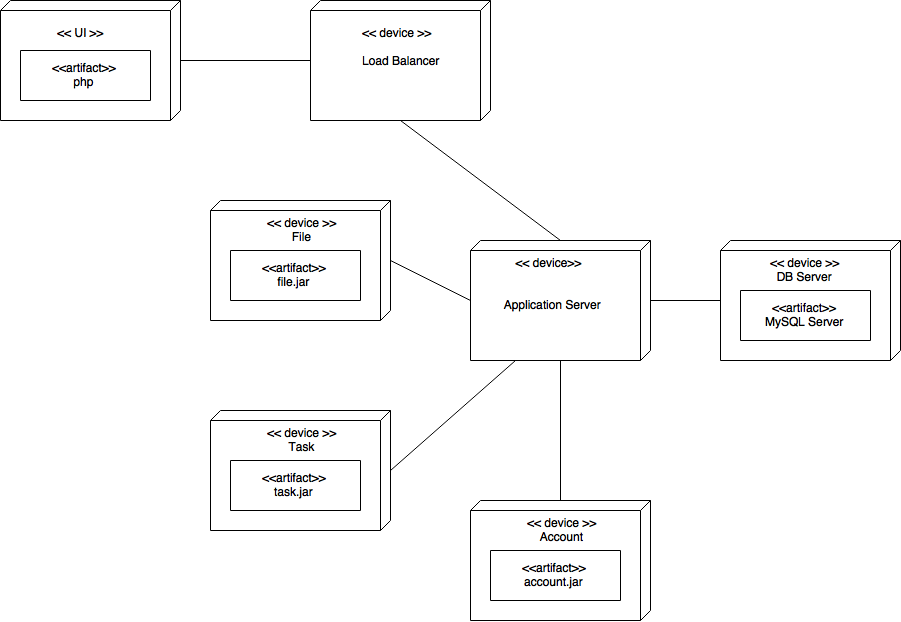 << UI >>
<<artifact>>
php
<< device >>
Load Balancer
<< device >>
File
<<artifact>>
file.jar
<< device>>
Application Server
<< device >>
DB Server
<<artifact>>
MySQL Server
<< device >>
Task
<<artifact>>
task.jar
<< device >>
Account
<<artifact>>
account.jar